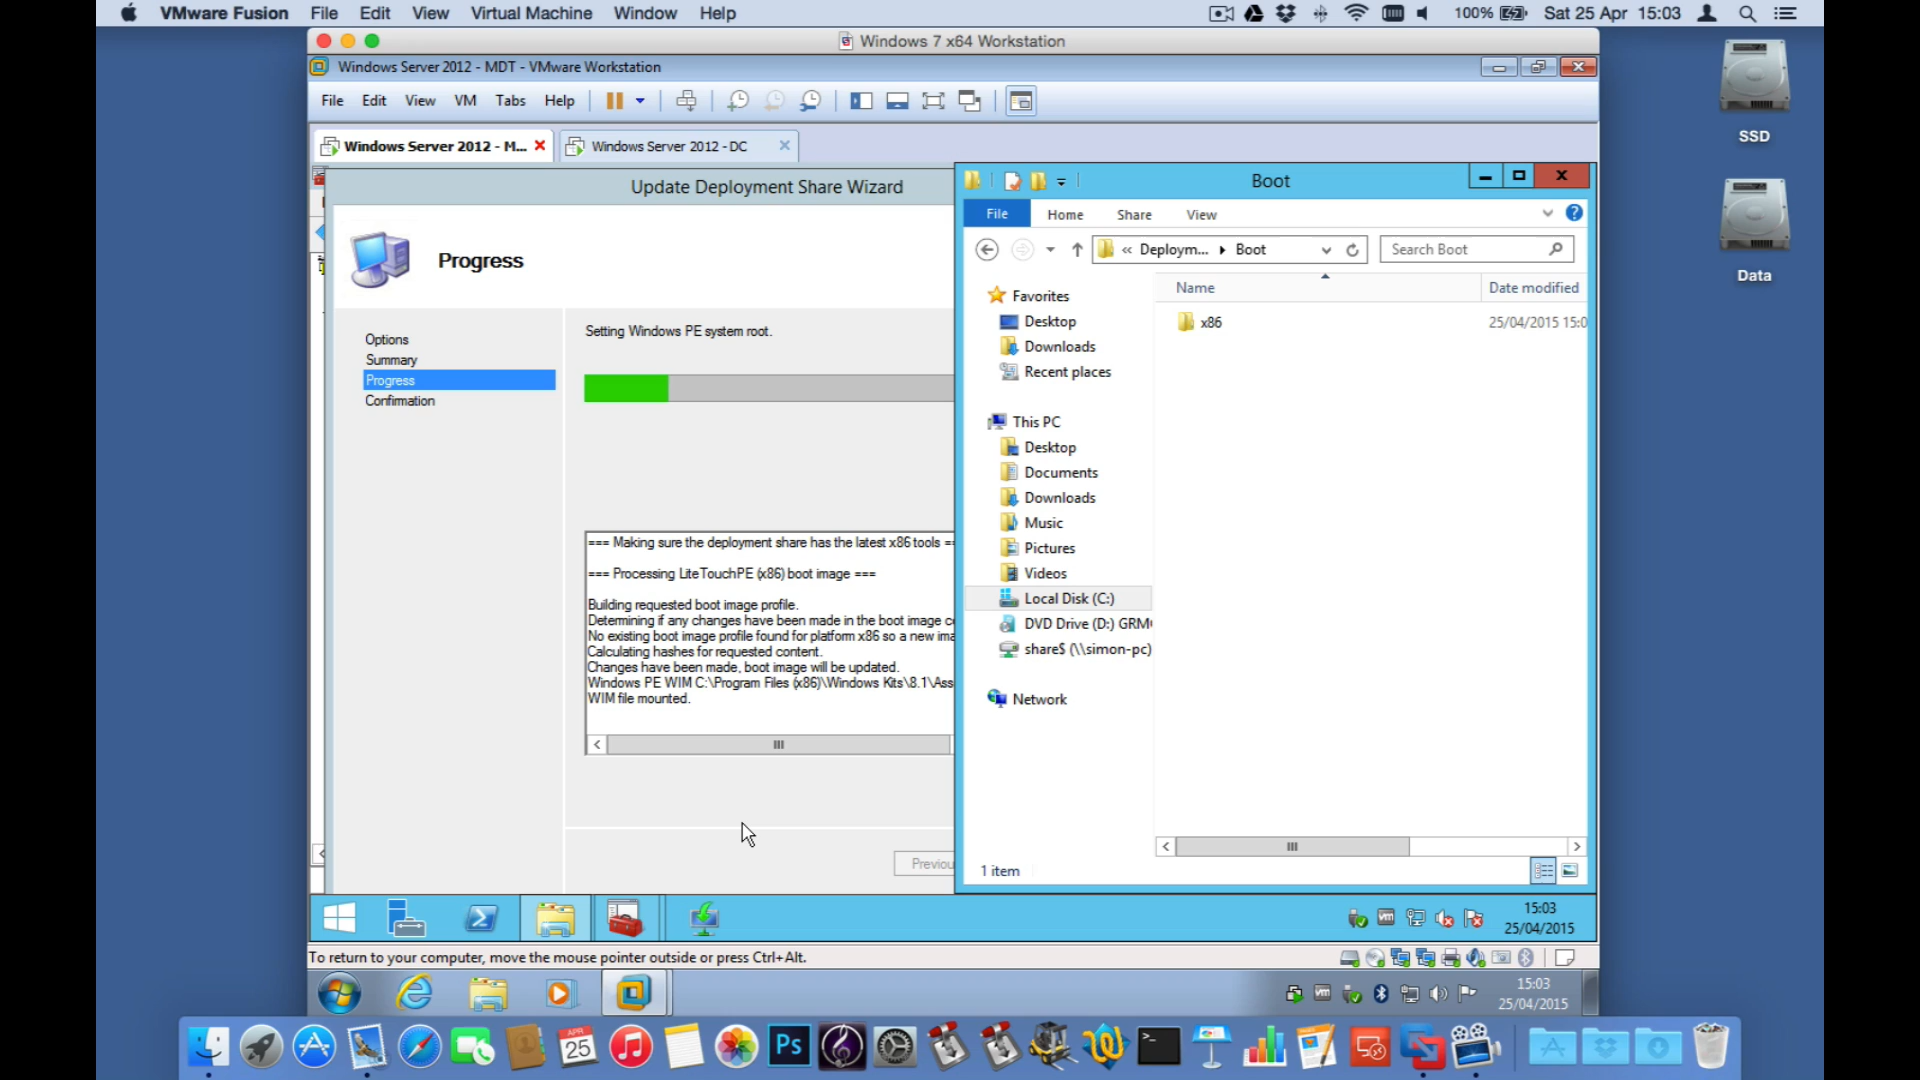 VMware Fusion File Edit View Virtual Machine Window Help
100% Sat 25 Apr 15:03
Windows 7 x64 Workstation
Windows Server 2012 - MDT - VMware Workstation
File Edit View VM Tabs Help
Windows Server 2012 - M...
Windows Server 2012 - DC
Update Deployment Share Wizard
Progress
Options
Summary
Progress
Confirmation
Setting Windows PE system root.
=== Making sure the deployment share has the latest x86 tools =
=== Processing LiteTouchPE (x86) boot image ===
Building requested boot image profile.
Determining if any changes have been made in the boot image c
No existing boot image profile found for platform x86 so a new ima
Calculating hashes for requested content.
Changes have been made, boot image will be updated.
Windows PE WIM C:\Program Files (x86)\Windows Kits\8.1\Ass
WIM file mounted.
Previou
Boot
File Home Share View
« Deploym... Boot
Search Boot
Name
Date modified
x86
25/04/2015 15:0
Favorites
Desktop
Downloads
Recent places
This PC
Desktop
Documents
Downloads
Music
Pictures
Videos
Local Disk (C:)
DVD Drive (D:) GRM
share$ (\\simon-pc)
Network
1 item
15:03
25/04/2015
To return to your computer, move the mouse pointer outside or press Ctrl+Alt.
15:03
25/04/2015
SSD
Data
APR
25
Ps